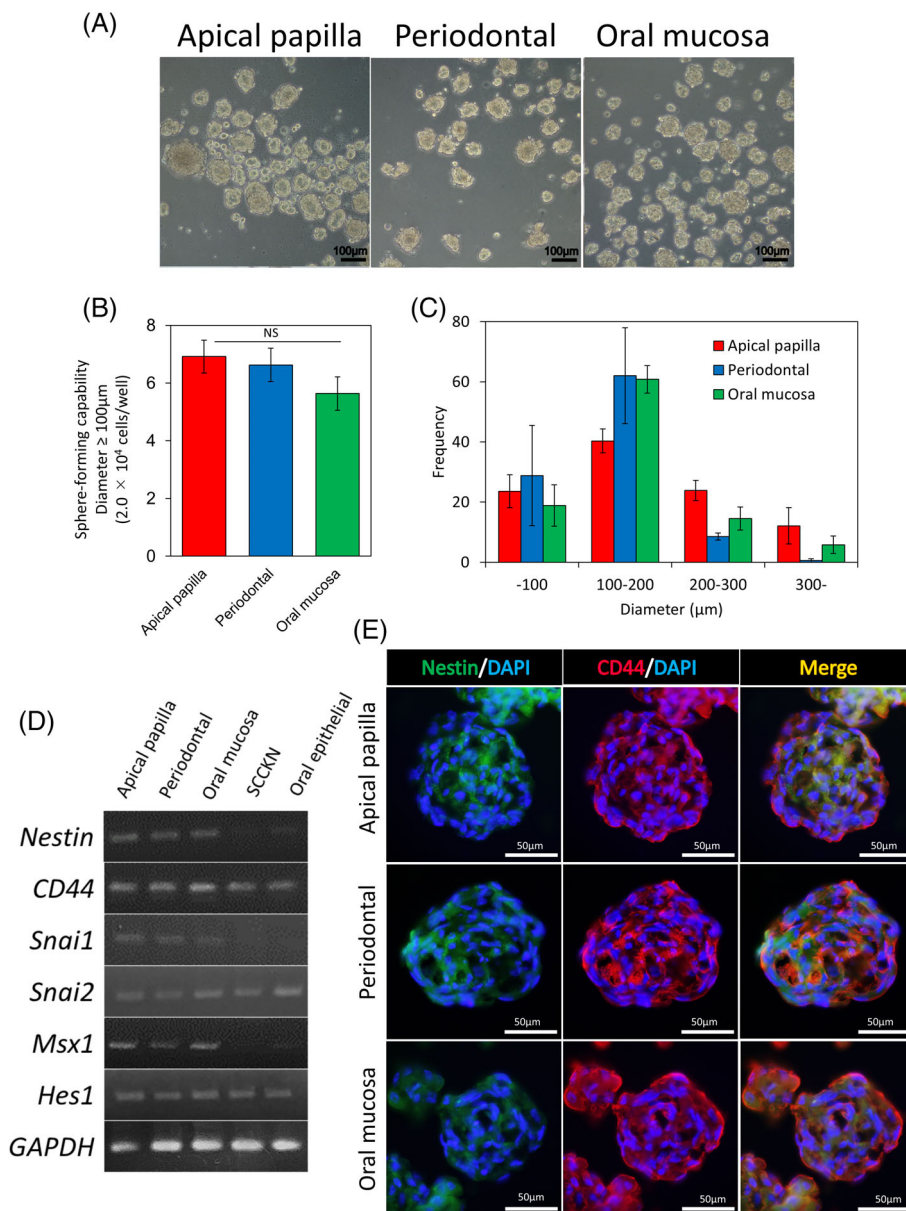 (A)
Apical papilla Periodontal Oral mucosa
100μm 100μm 100μm
(B)
8
6
4
2
0
Sphere-forming capability
Diameter ≥ 100μm
(2.0 × 10⁴ cells/well)
NS
Apical papilla
Periodontal
Oral mucosa
(C)
80
60
40
20
0
Frequency
Apical papilla
Periodontal
Oral mucosa
-100 100-200 200-300 300-
Diameter (μm)
(D)
Apical papilla
Periodontal
Oral mucosa
SCCKN
Oral epithelial
Nestin
CD44
Snai1
Snai2
Msx1
Hes1
GAPDH
(E)
Nestin/DAPI CD44/DAPI Merge
Apical papilla
50μm 50μm 50μm
Periodontal
50μm 50μm 50μm
Oral mucosa
50μm 50μm 50μm